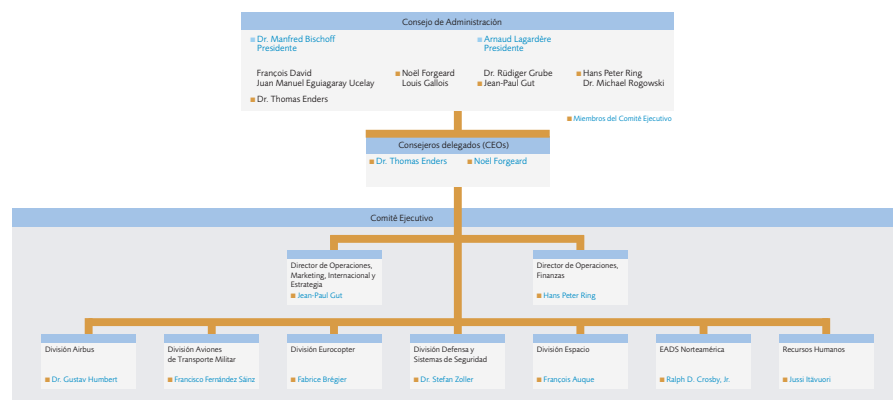 Consejo de Administración
Dr. Manfred Bischoff
Presidente
Arnaud Lagardère
Presidente
François David
Juan Manuel Eguiagaray Ucelay
Noël Forgeard
Louis Gallois
Dr. Rüdiger Grube
Jean-Paul Gut
Hans Peter Ring
Dr. Michael Rogowski
Dr. Thomas Enders
Miembros del Comité Ejecutivo
Consejeros delegados (CEOs)
Dr. Thomas Enders
Noël Forgeard
Comité Ejecutivo
Director de Operaciones,
Marketing, Internacional y
Estrategia
Jean-Paul Gut
Director de Operaciones,
Finanzas
Hans Peter Ring
División Airbus
Dr. Gustav Humbert
División Aviones
de Transporte Militar
Francisco Fernández Sáinz
División Eurocopter
Fabrice Brégier
División Defensa y
Sistemas de Seguridad
Dr. Stefan Zoller
División Espacio
François Auque
EADS Norteamérica
Ralph D. Crosby, Jr.
Recursos Humanos
Jussi Itävuori